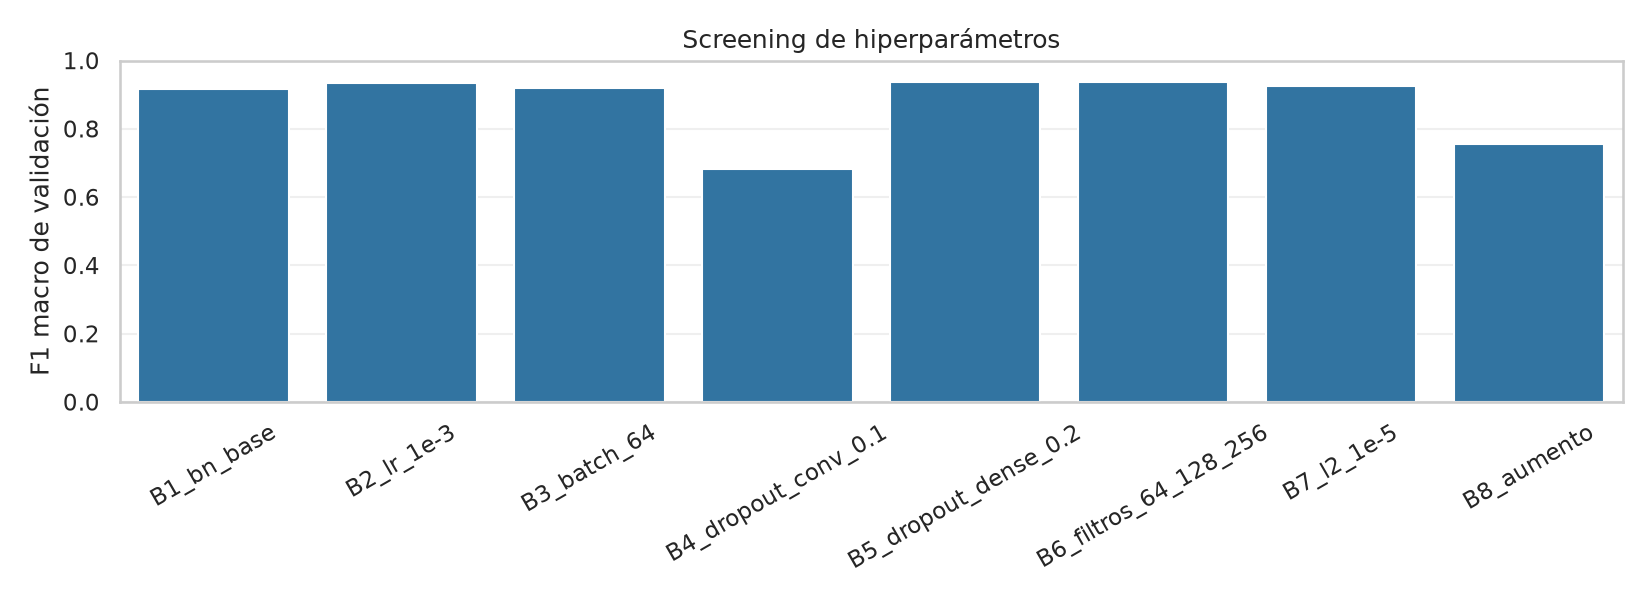 Screening de hiperparámetros
F1 macro de validación
1.0
0.8
0.6
0.4
0.2
0.0
B1_bn_base
B2_lr_1e-3
B3_batch_64
B4_dropout_conv_0.1
B5_dropout_dense_0.2
B6_filtros_64_128_256
B7_l2_1e-5
B8_aumento